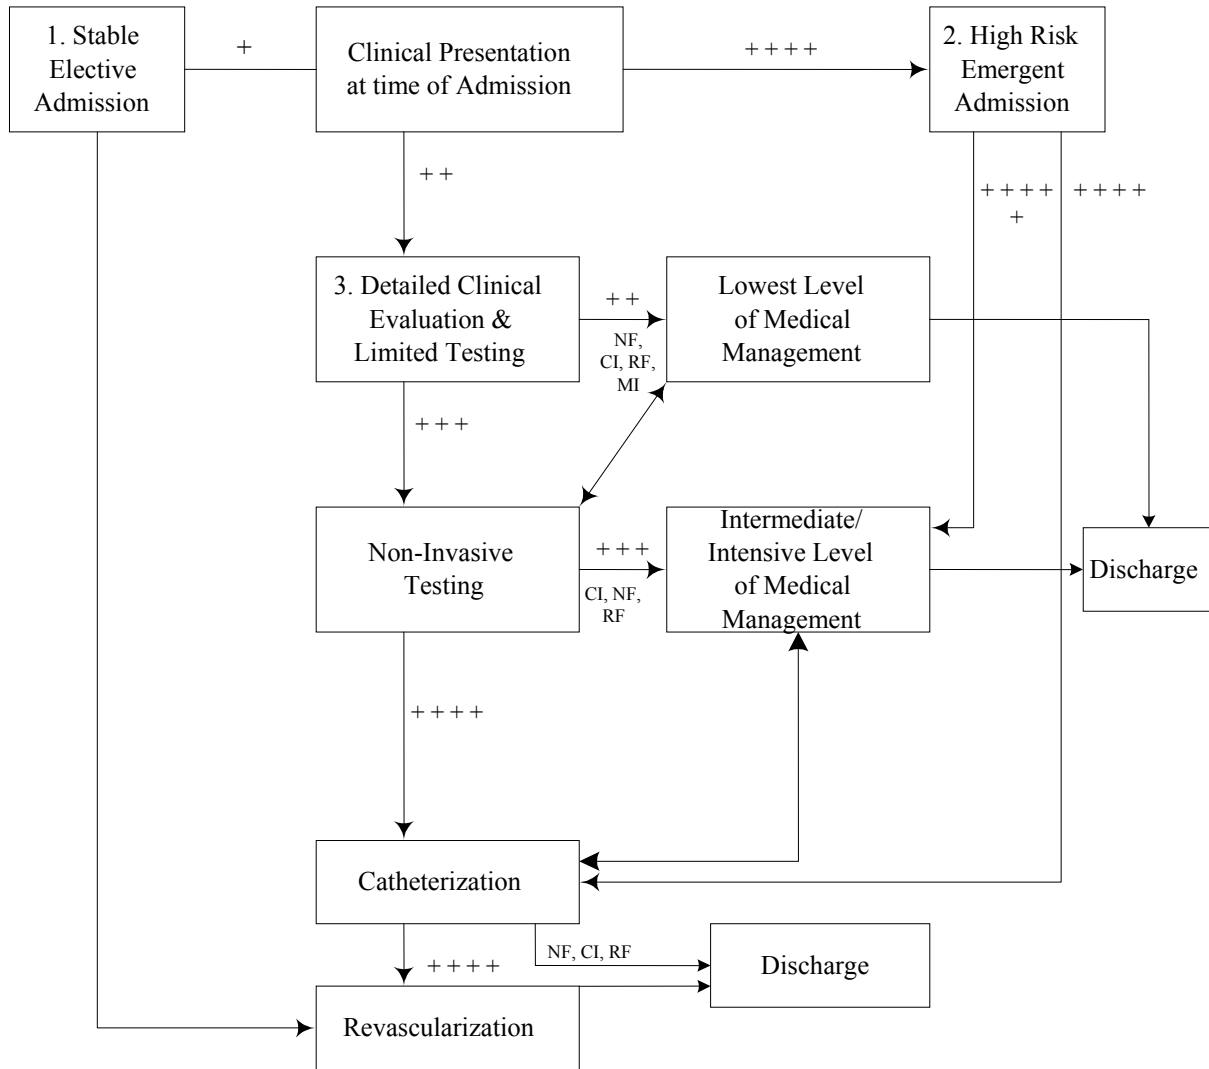 1. Stable
Elective
Admission
+
Clinical Presentation
at time of Admission
++++
2. High Risk
Emergent
Admission
++
++++
+
++++
3. Detailed Clinical
Evaluation &
Limited Testing
++
NF,
CI, RF,
MI
Lowest Level
of Medical
Management
+++
Non-Invasive
Testing
+++
CI, NF,
RF
Intermediate/
Intensive Level
of Medical
Management
Discharge
++++
Catheterization
NF, CI, RF
++++
Discharge
Revascularization